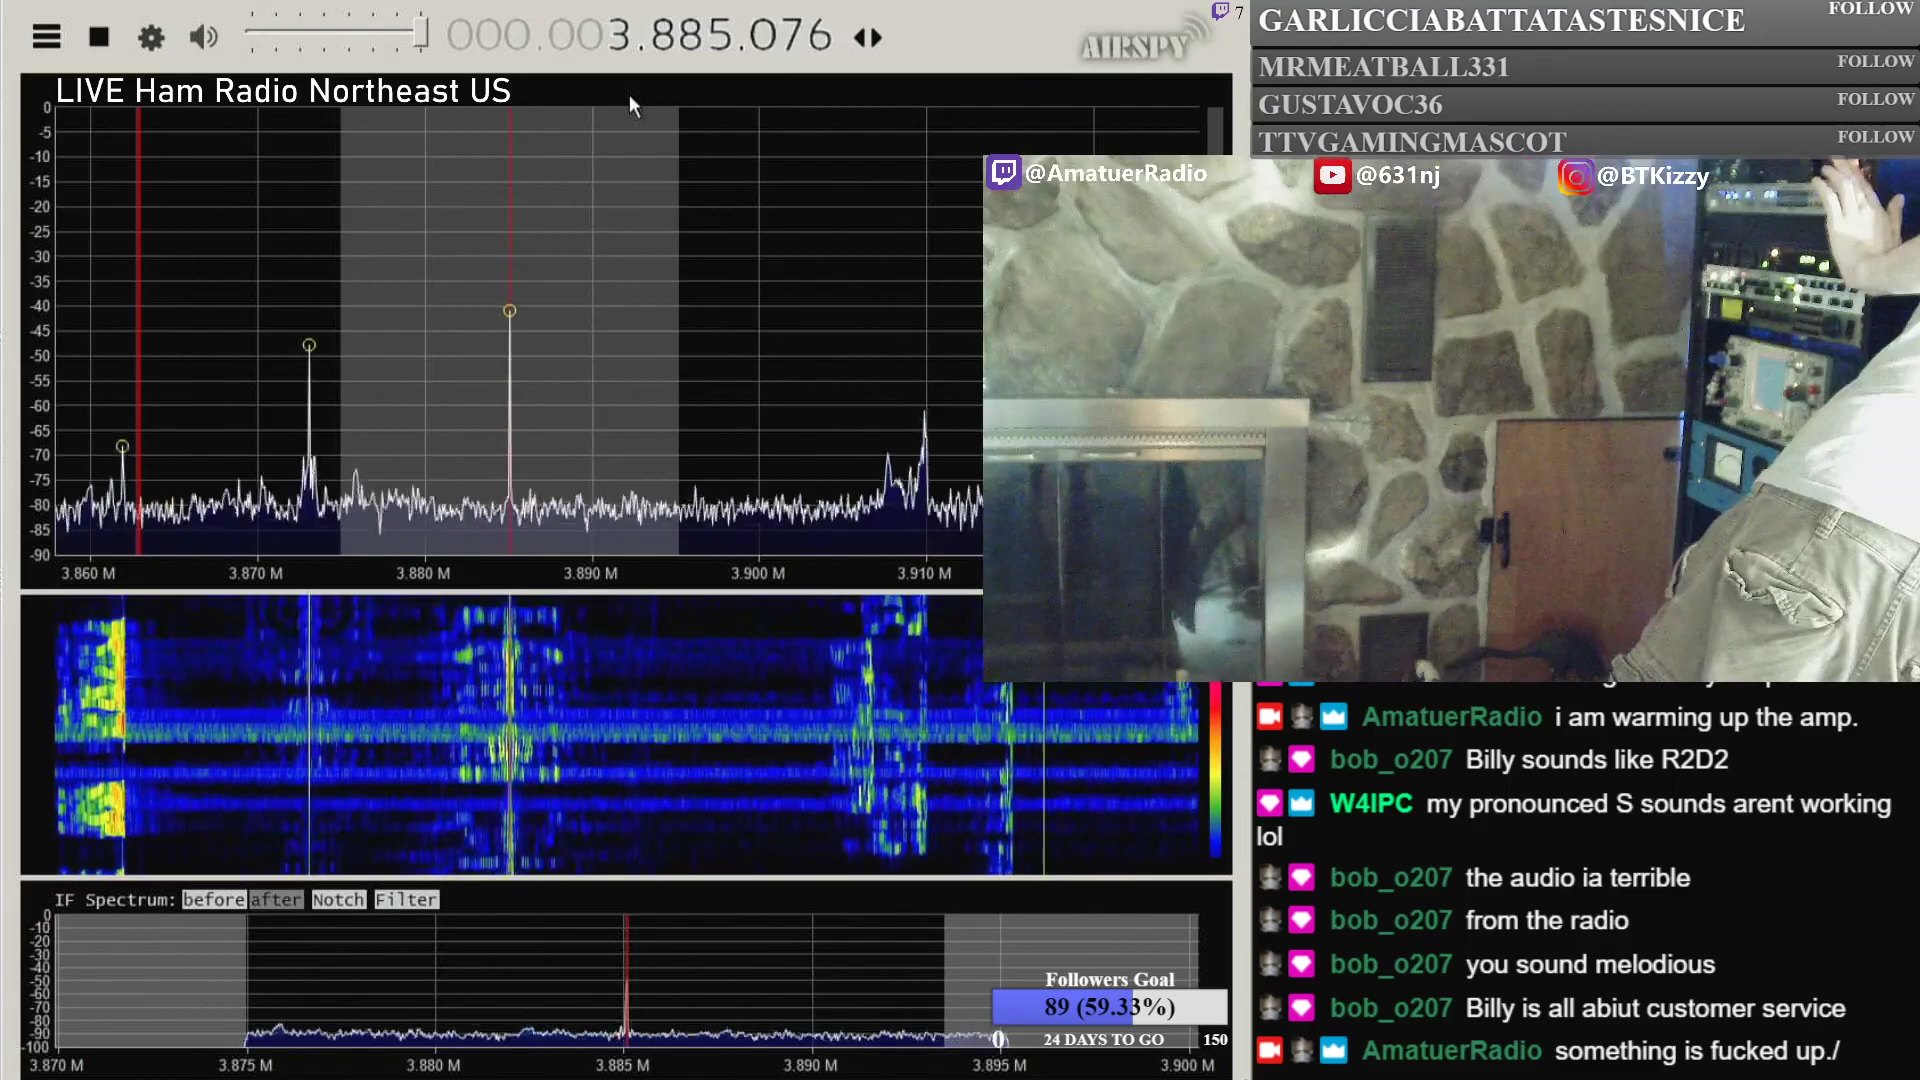 000.003.885.076
AIRSPY
7
LIVE Ham Radio Northeast US
0
-5
-10
-15
-20
-25
-30
-35
-40
-45
-50
-55
-60
-65
-70
-75
-80
-85
-90
3.860 M 3.870 M 3.880 M 3.890 M 3.900 M 3.910 M
GARLICCIABATTATASTESNICE FOLLOW
MRMEATBALL331 FOLLOW
GUSTAVOC36 FOLLOW
TTVGAMINGMASCOT FOLLOW
@AmatuerRadio @631nj @BTKizzy
IF Spectrum: before after Notch Filter
0
-10
-20
-30
-40
-50
-60
-70
-80
-90
-100
3.870 M 3.875 M 3.880 M 3.885 M 3.890 M 3.895 M 3.900 M
Followers Goal
89 (59.33%)
0 24 DAYS TO GO 150
AmatuerRadio i am warming up the amp.
bob_o207 Billy sounds like R2D2
W4IPC my pronounced S sounds arent working
lol
bob_o207 the audio ia terrible
bob_o207 from the radio
bob_o207 you sound melodious
bob_o207 Billy is all abiut customer service
AmatuerRadio something is fucked up./